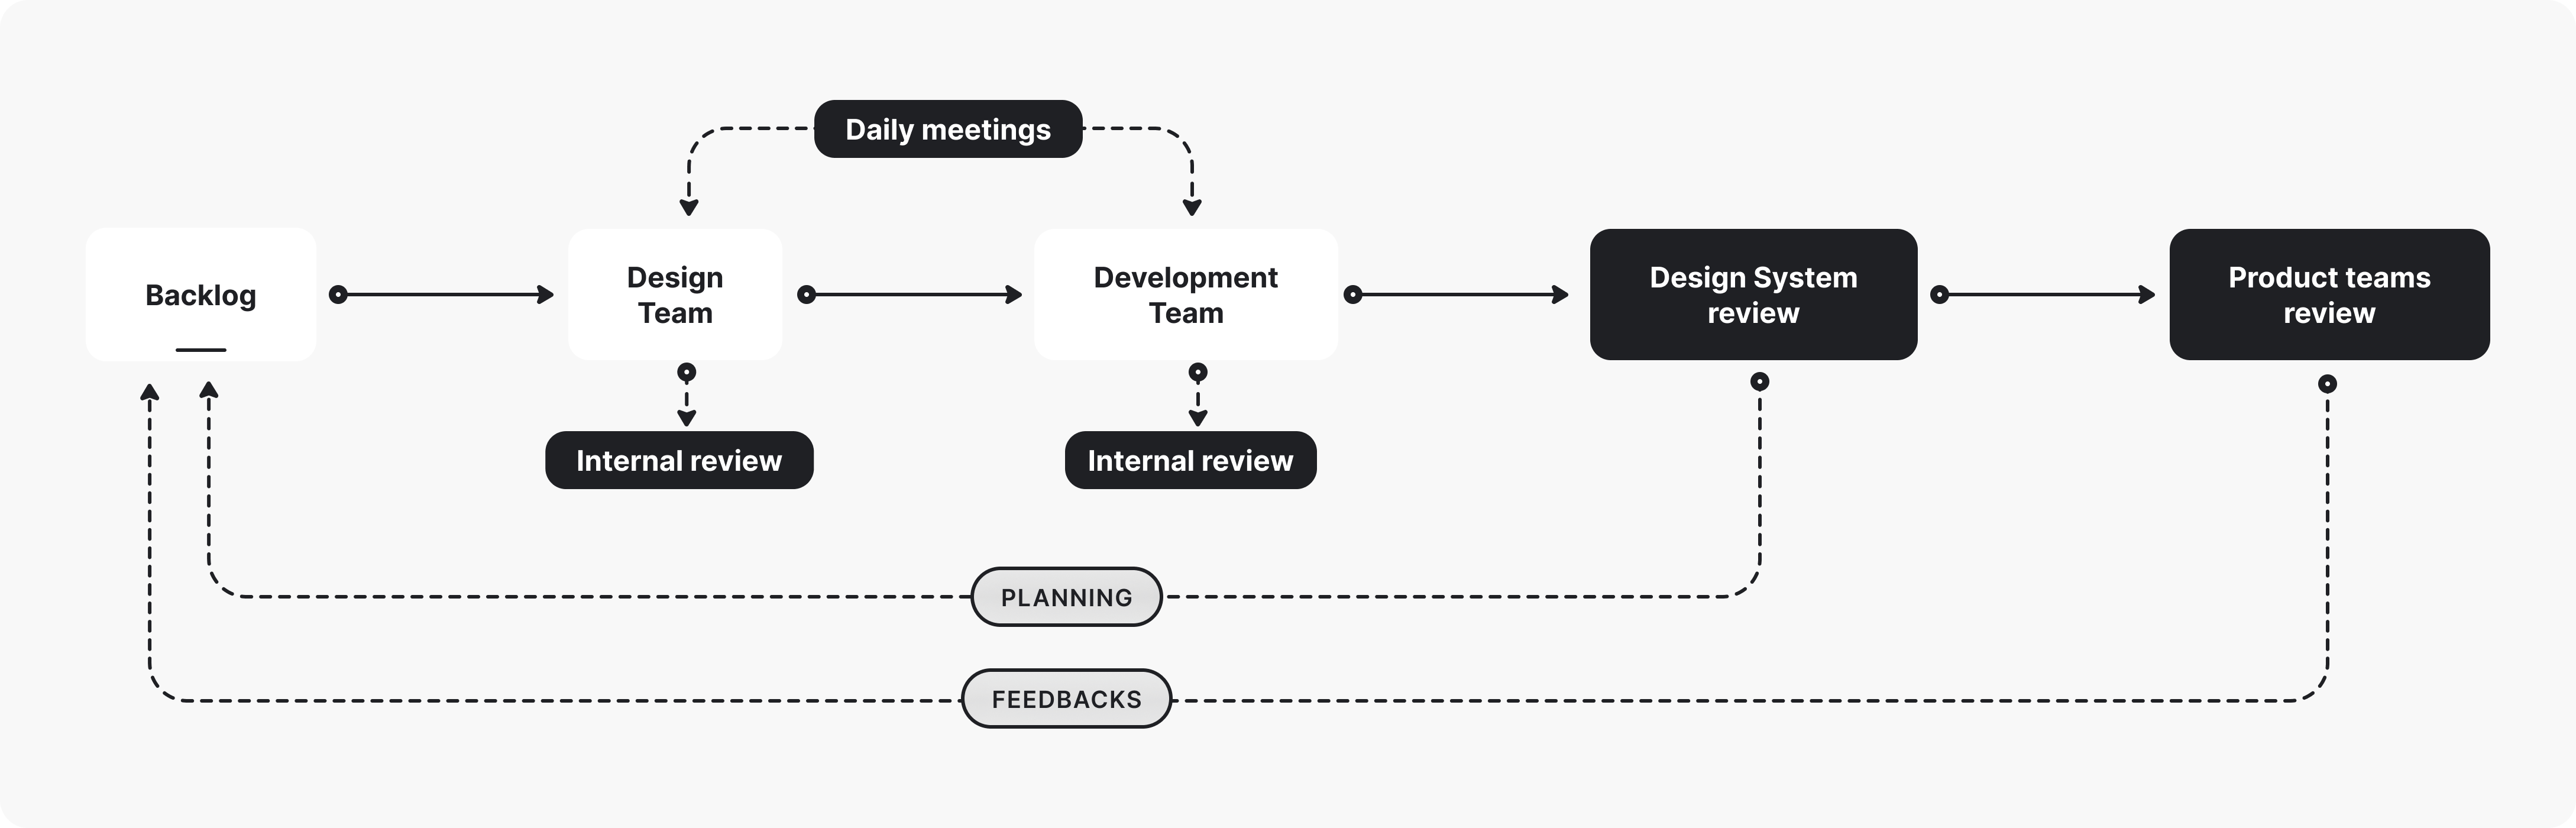 Daily meetings
Backlog
Design
Team
Development
Team
Design System
review
Product teams
review
Internal review
Internal review
PLANNING
FEEDBACKS